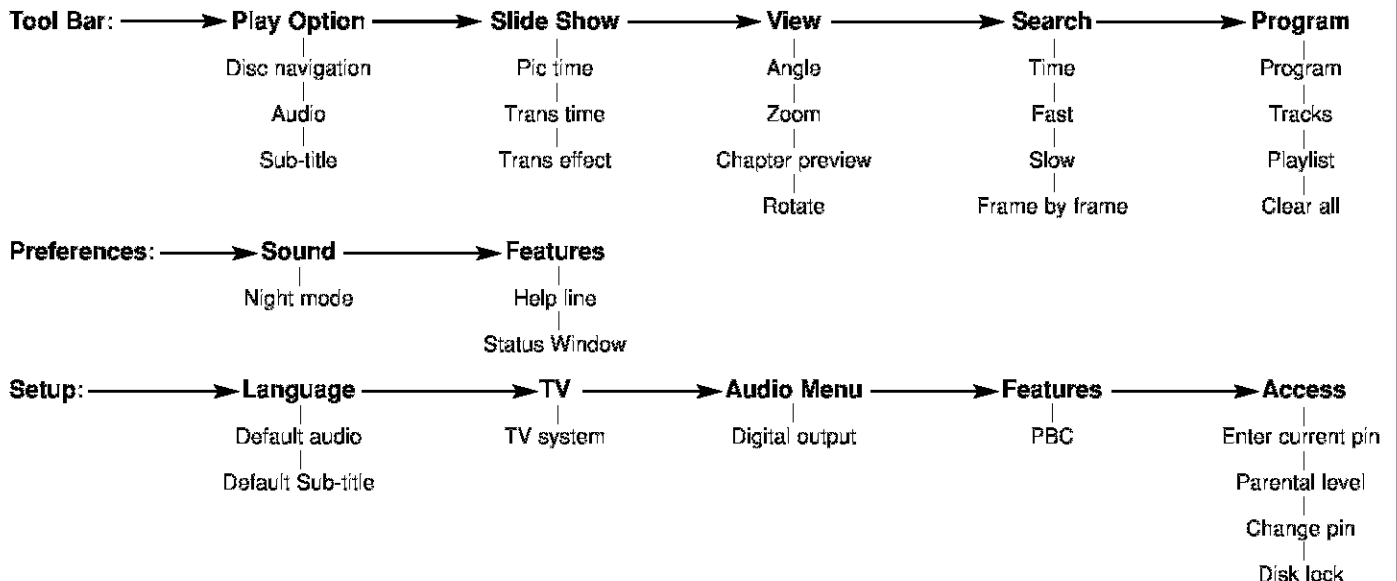 Tool Bar: Play Option Slide Show View Search Program
Disc navigation Pic time Angle Time Program
Audio Trans time Zoom Fast Tracks
Sub-title Trans effect Chapter preview Slow Playlist
Rotate Frame by frame Clear all
Preferences: Sound Features
Night mode Help line
Status Window
Setup: Language TV Audio Menu Features Access
Default audio TV system Digital output PBC Enter current pin
Default Sub-title Parental level
Change pin
Disk lock